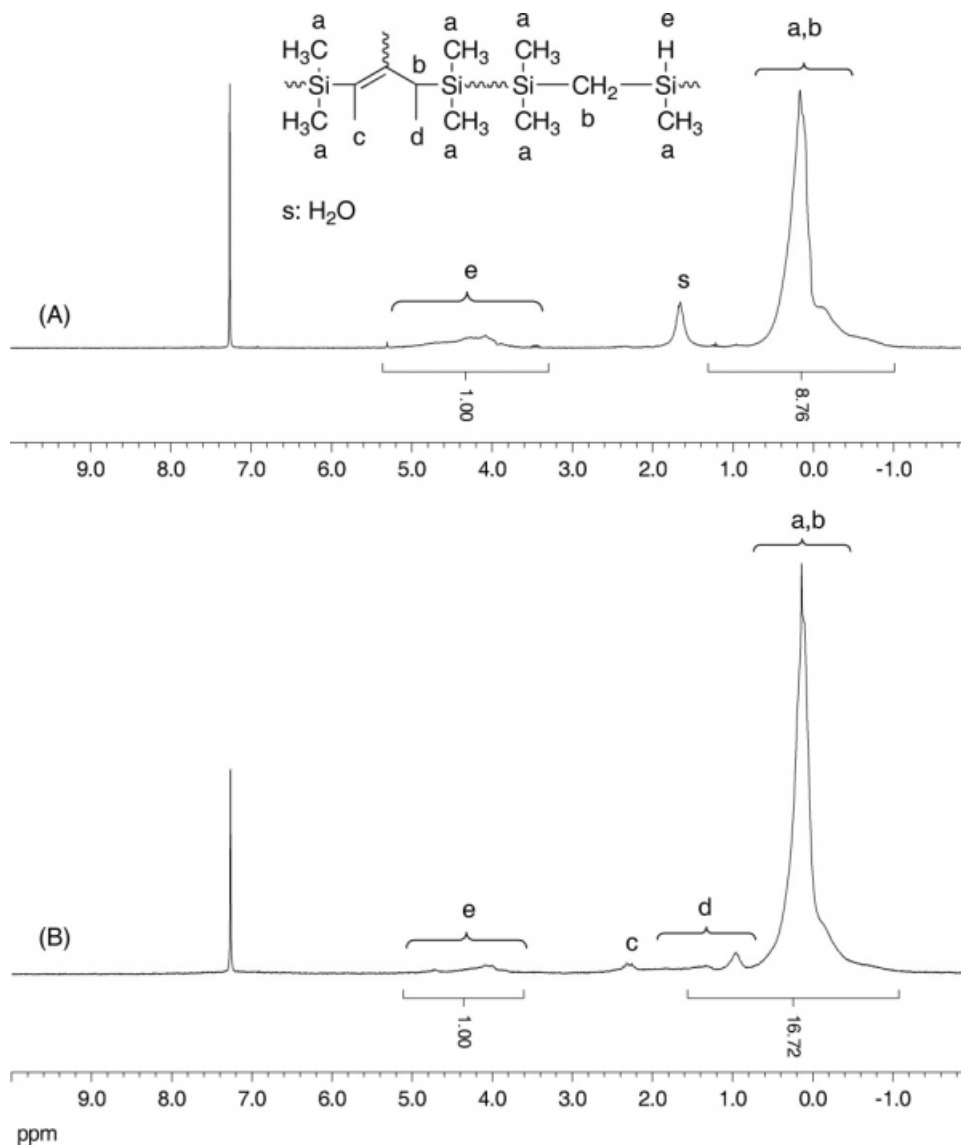 a a a e
H3C CH3 CH3 H
b
Si Si Si CH2 Si
H3C c d CH3 CH3 b CH3
a a a a
s: H2O
a,b
e
s
(A)
1.00
8.76
9.0 8.0 7.0 6.0 5.0 4.0 3.0 2.0 1.0 0.0 -1.0
a,b
e
c
d
(B)
1.00
16.72
9.0 8.0 7.0 6.0 5.0 4.0 3.0 2.0 1.0 0.0 -1.0
ppm